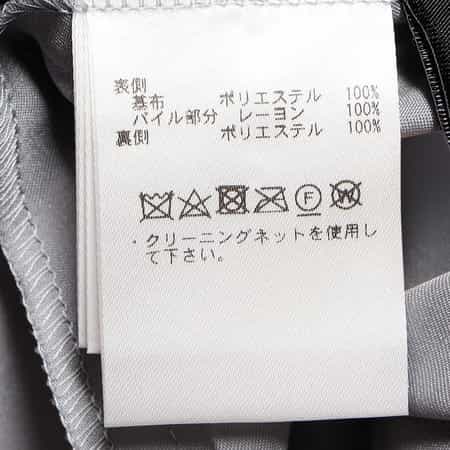 表側
基布 ポリエステル 100%
パイル部分 レーヨン 100%
裏側 ポリエステル 100%
F W
・クリーニングネットを使用し
て下さい。